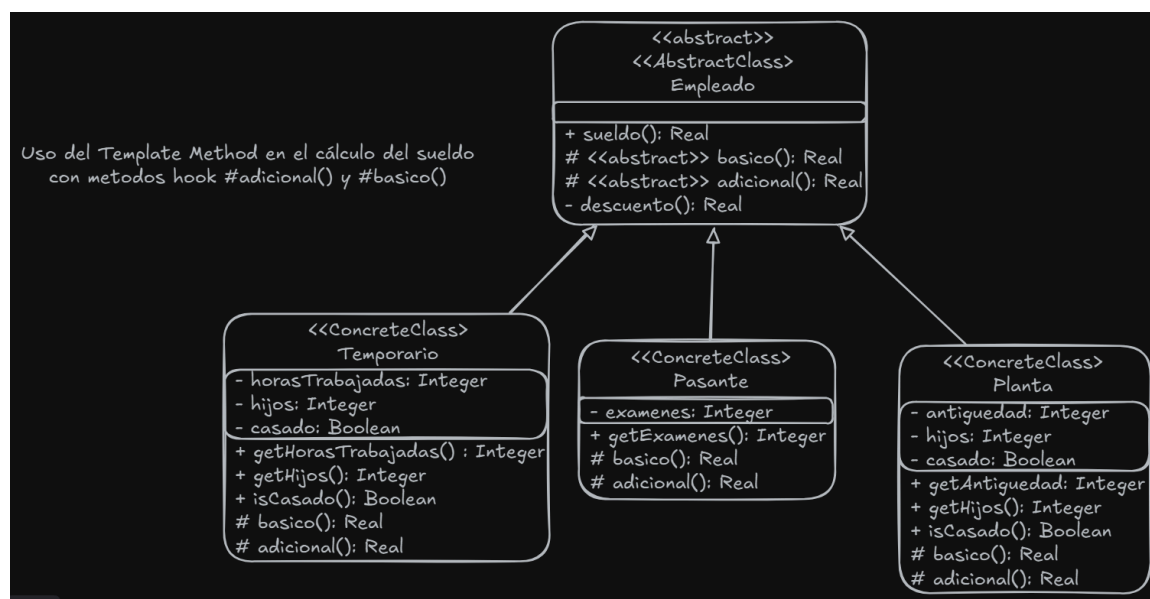 <<abstract>>
<<AbstractClass>
Empleado
+ sueldo(): Real
# <<abstract>> basico(): Real
# <<abstract>> adicional(): Real
- descuento(): Real
Uso del Template Method en el cálculo del sueldo
con metodos hook #adicional() y #basico()
<<ConcreteClass>
Temporario
- horasTrabajadas: Integer
- hijos: Integer
- casado: Boolean
+ getHorasTrabajadas() : Integer
+ getHijos(): Integer
+ isCasado(): Boolean
# basico(): Real
# adicional(): Real
<<ConcreteClass>
Pasante
- examenes: Integer
+ getExamenes(): Integer
# basico(): Real
# adicional(): Real
<<ConcreteClass>
Planta
- antiguedad: Integer
- hijos: Integer
- casado: Boolean
+ getAntiguedad: Integer
+ getHijos(): Integer
+ isCasado(): Boolean
# basico(): Real
# adicional(): Real